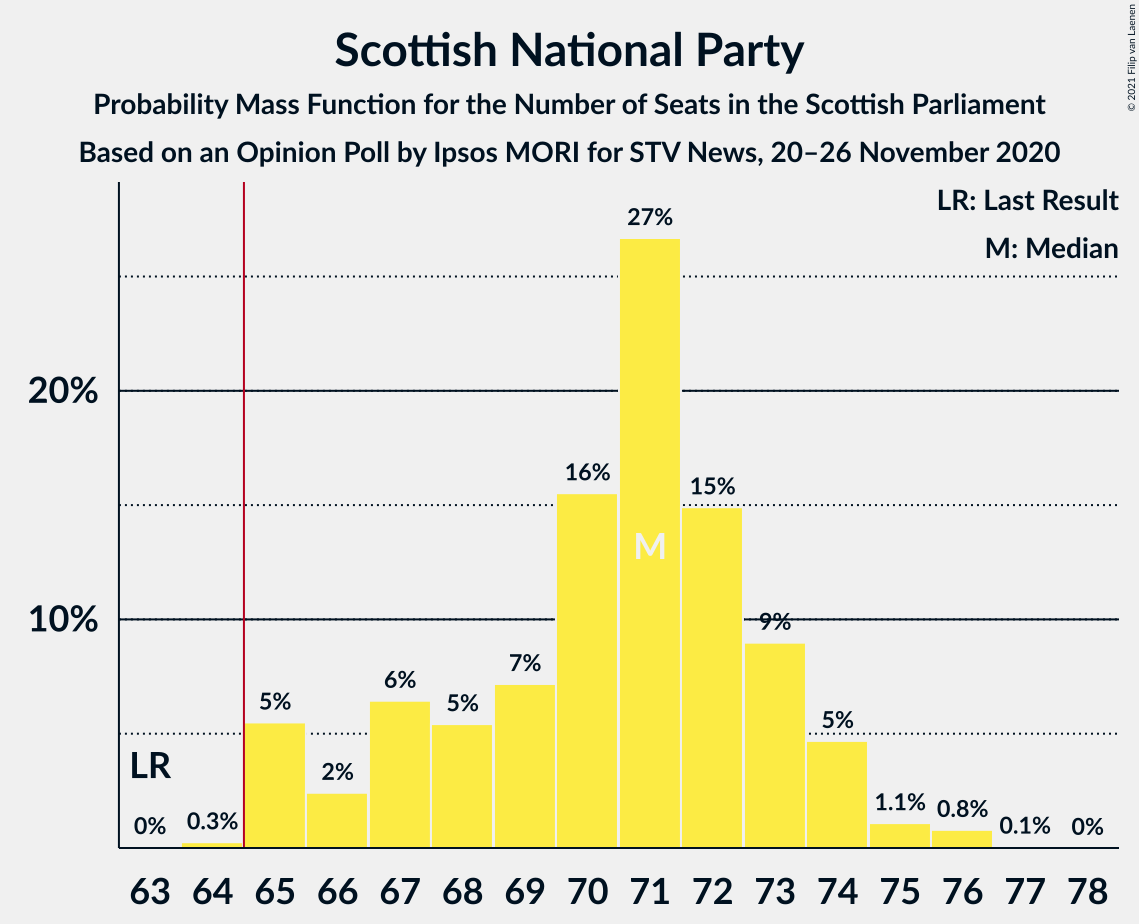 Scottish National Party
Probability Mass Function for the Number of Seats in the Scottish Parliament
Based on an Opinion Poll by Ipsos MORI for STV News, 20–26 November 2020
© 2021 Filip van Laenen
LR: Last Result
M: Median
20%
10%
LR
M
0%
0.3%
5%
2%
6%
5%
7%
16%
27%
15%
9%
5%
1.1%
0.8%
0.1%
0%
63 64 65 66 67 68 69 70 71 72 73 74 75 76 77 78